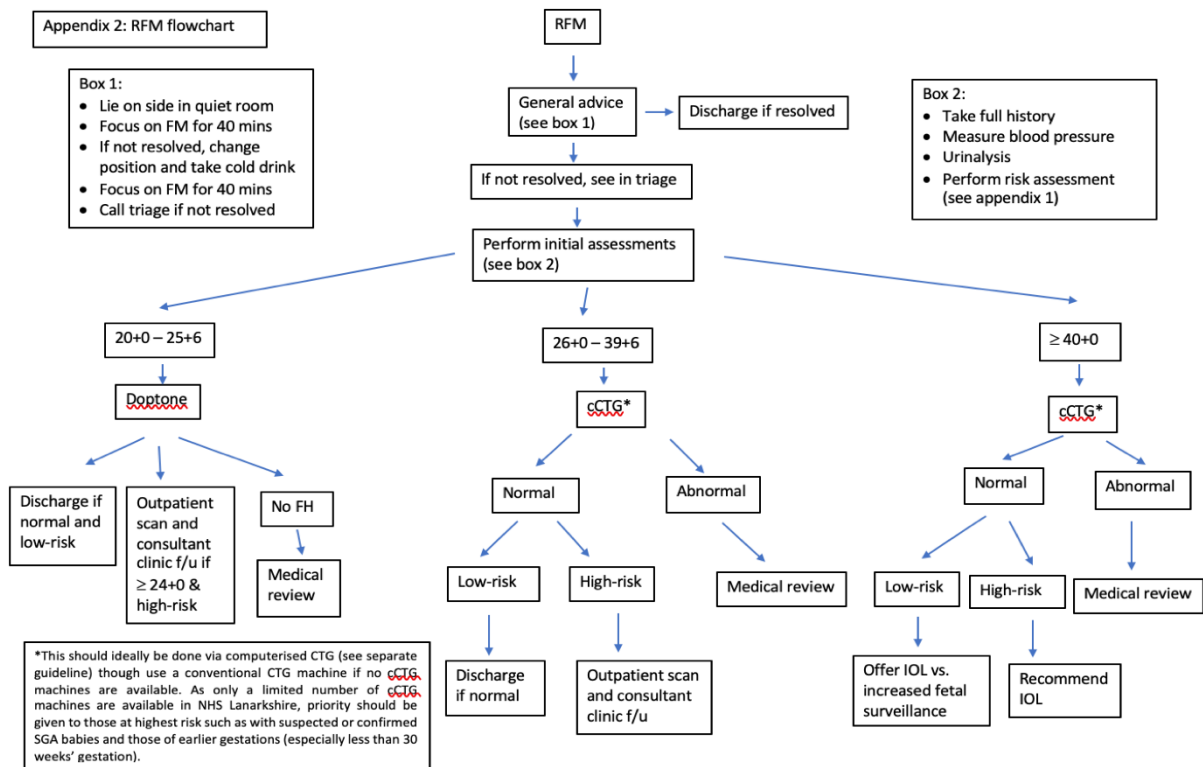 Appendix 2: RFM flowchart
RFM
Box 1:
• Lie on side in quiet room
• Focus on FM for 40 mins
• If not resolved, change
position and take cold drink
• Focus on FM for 40 mins
• Call triage if not resolved
General advice
(see box 1)
Discharge if resolved
Box 2:
• Take full history
• Measure blood pressure
• Urinalysis
• Perform risk assessment
(see appendix 1)
If not resolved, see in triage
Perform initial assessments
(see box 2)
20+0 – 25+6
26+0 – 39+6
≥ 40+0
Doptone
cCTG*
cCTG*
Discharge if
normal and
low-risk
Outpatient
scan and
consultant
clinic f/u if
≥ 24+0 &
high-risk
No FH
Medical
review
Normal
Abnormal
Low-risk
High-risk
Medical review
Discharge
if normal
Outpatient scan
and consultant
clinic f/u
Normal
Abnormal
Low-risk
High-risk
Medical review
Offer IOL vs.
increased fetal
surveillance
Recommend
IOL
*This should ideally be done via computerised CTG (see separate
guideline) though use a conventional CTG machine if no cCTG
machines are available. As only a limited number of cCTG
machines are available in NHS Lanarkshire, priority should be
given to those at highest risk such as with suspected or confirmed
SGA babies and those of earlier gestations (especially less than 30
weeks’ gestation).